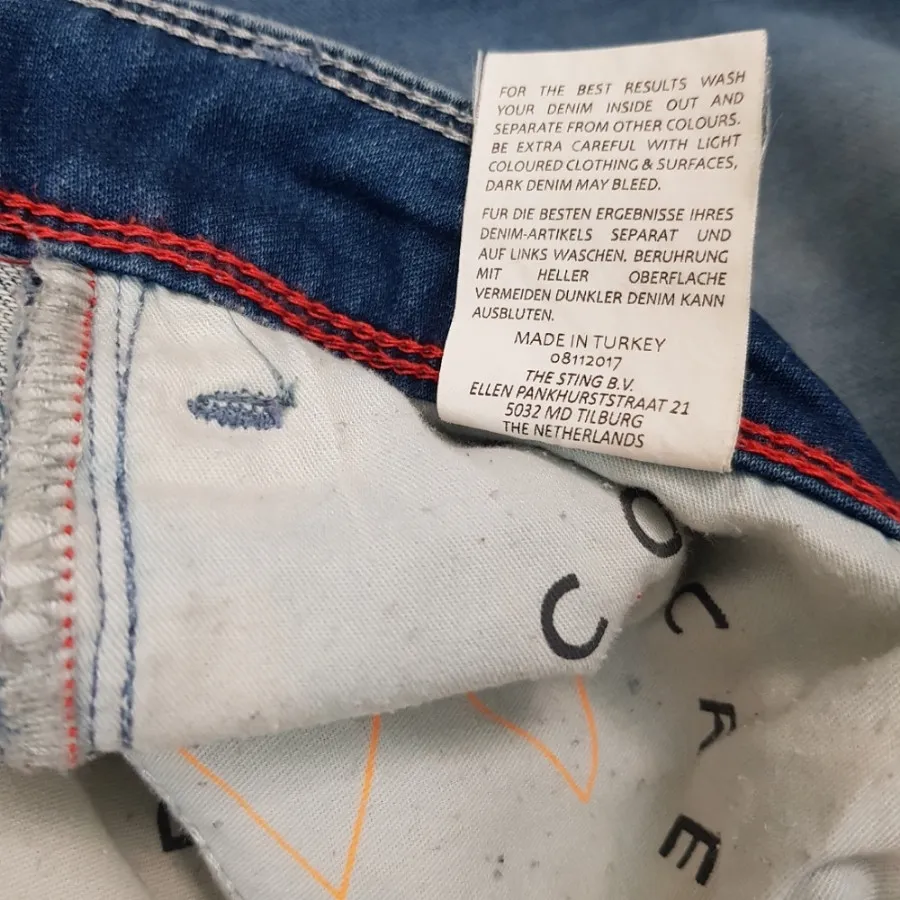 FOR THE BEST RESULTS WASH
YOUR DENIM INSIDE OUT AND
SEPARATE FROM OTHER COLOURS.
BE EXTRA CAREFUL WITH LIGHT
COLOURED CLOTHING & SURFACES,
DARK DENIM MAY BLEED.
FUR DIE BESTEN ERGEBNISSE IHRES
DENIM-ARTIKELS SEPARAT UND
AUF LINKS WASCHEN. BERUHRUNG
MIT HELLER OBERFLACHE
VERMEIDEN DUNKLER DENIM KANN
AUSBLUTEN.
MADE IN TURKEY
08112017
THE STING B.V.
ELLEN PANKHURSTSTRAAT 21
5032 MD TILBURG
THE NETHERLANDS